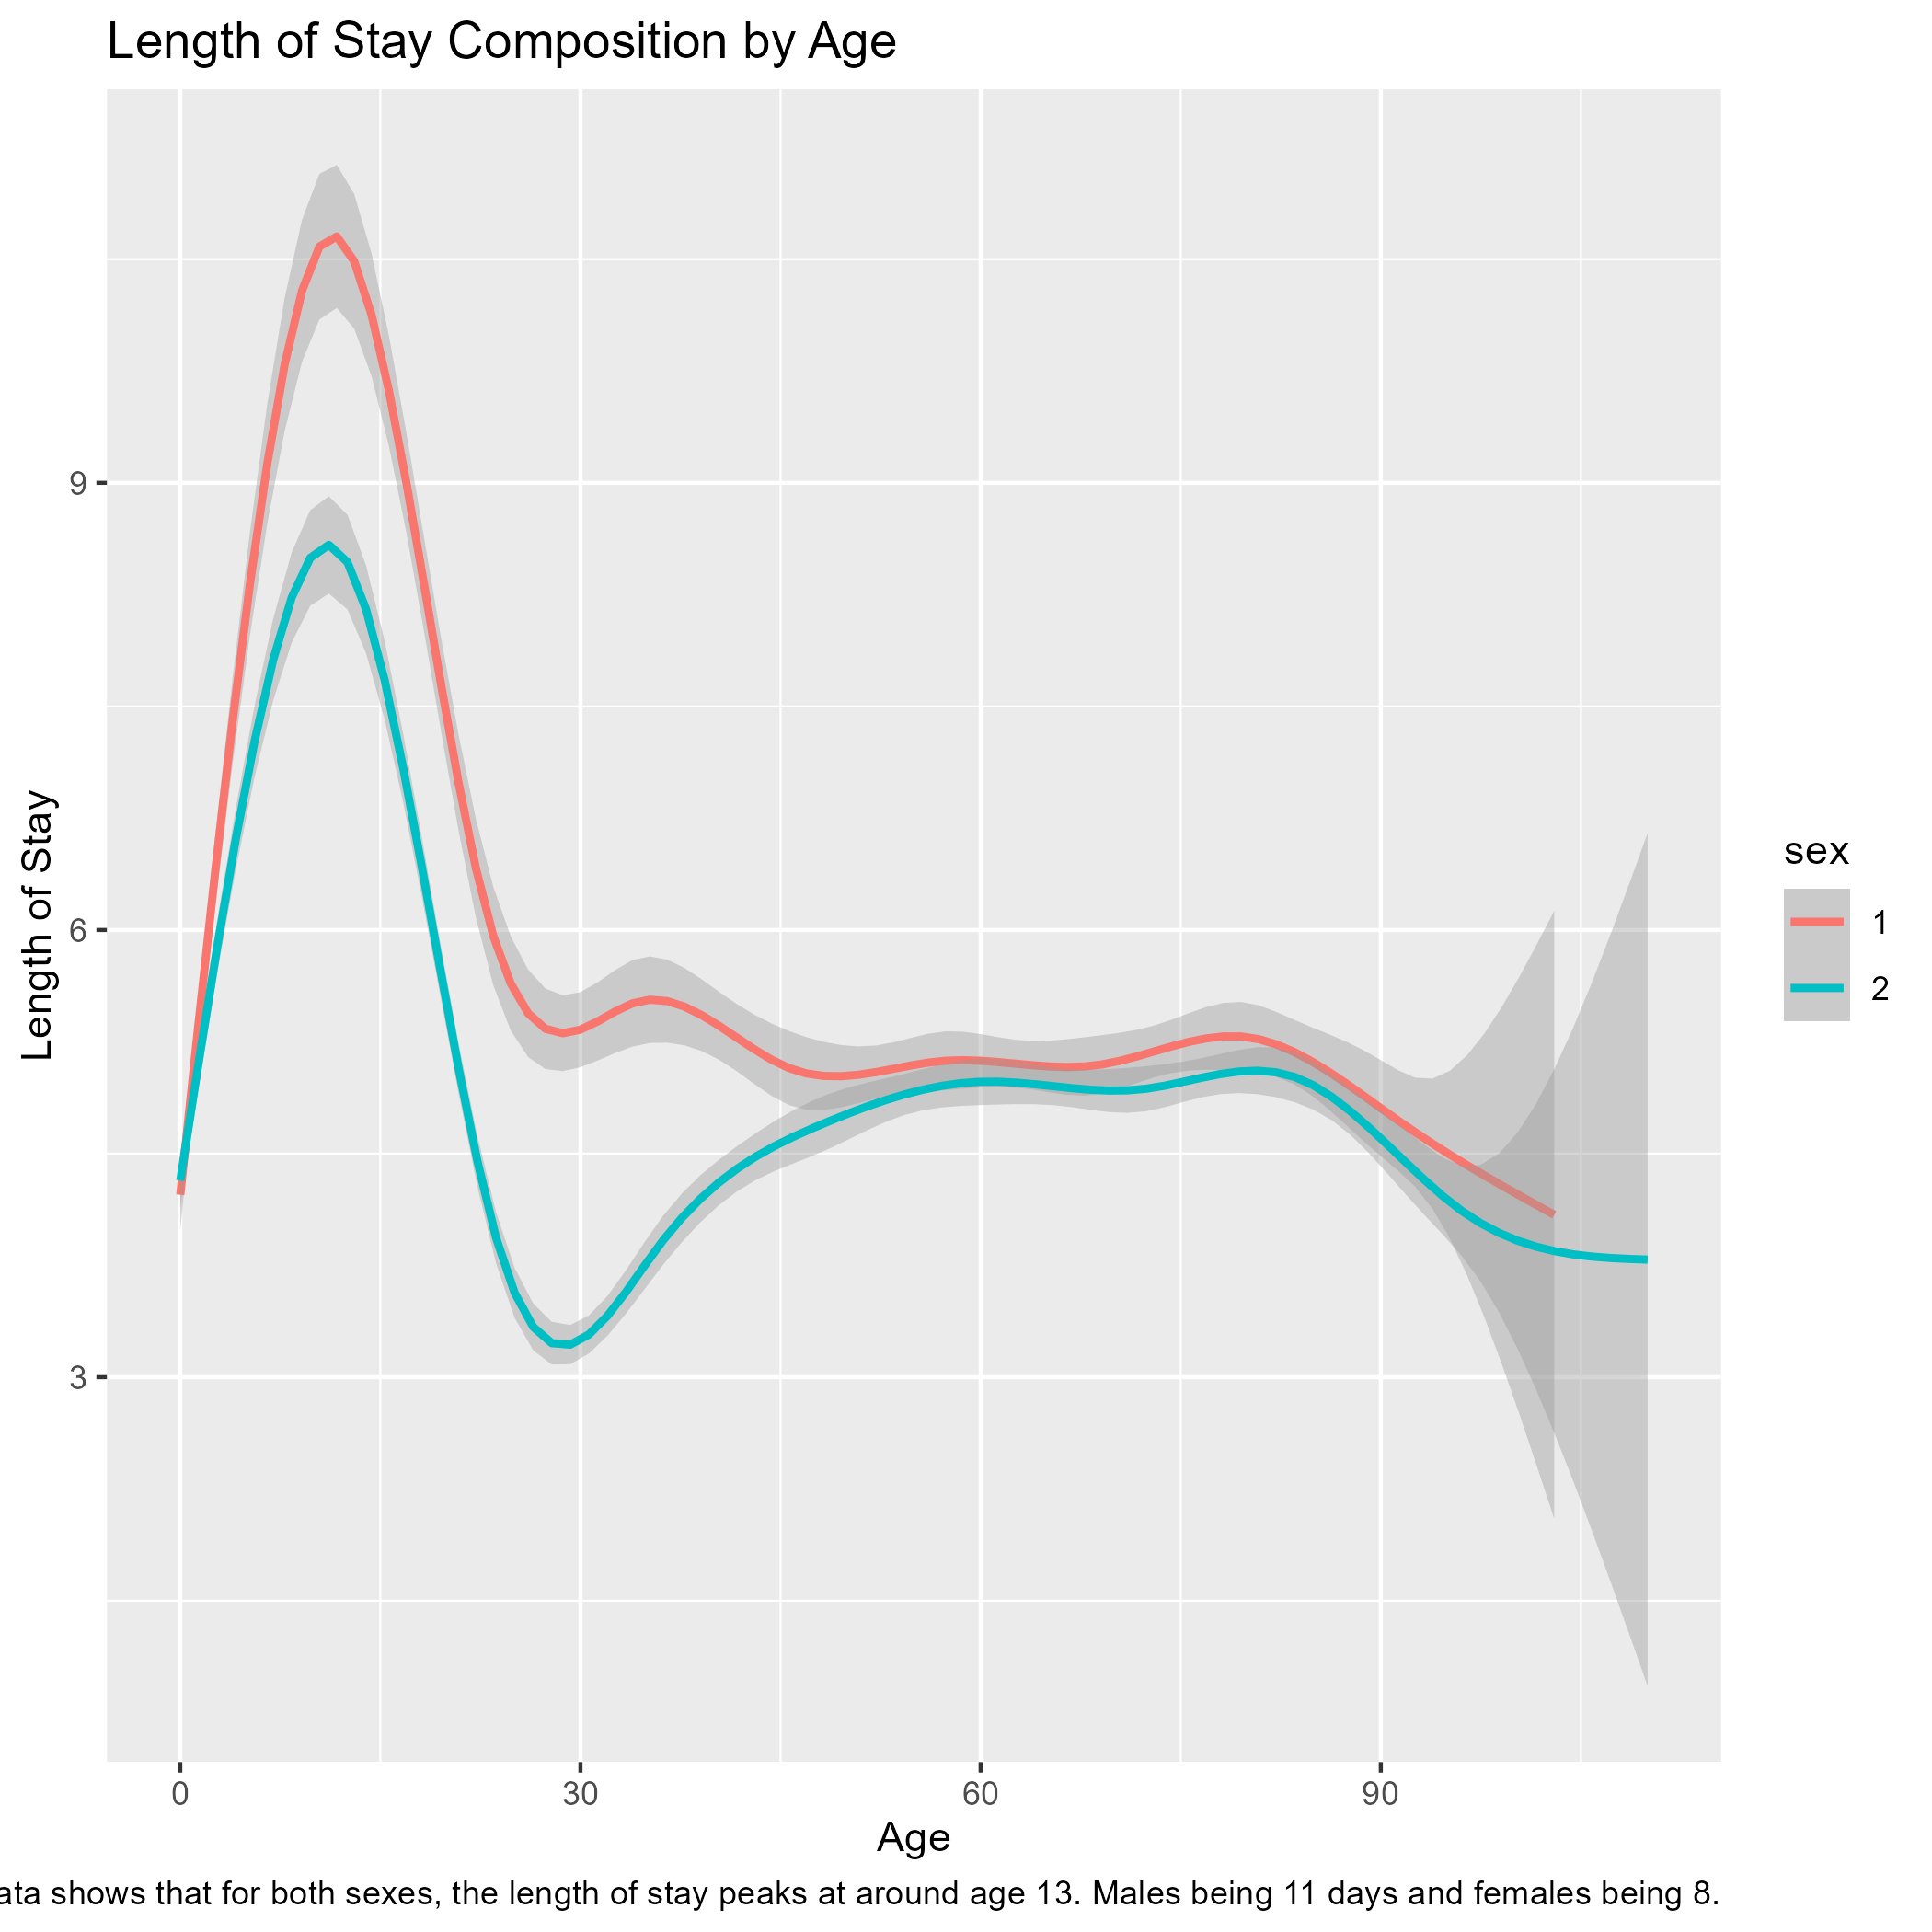 Length of Stay Composition by Age
Length of Stay
9
6
3
0 30 60 90
Age
sex
1
2
shows that for both sexes, the length of stay peaks at around age 13. Males being 11 days and females being 8.